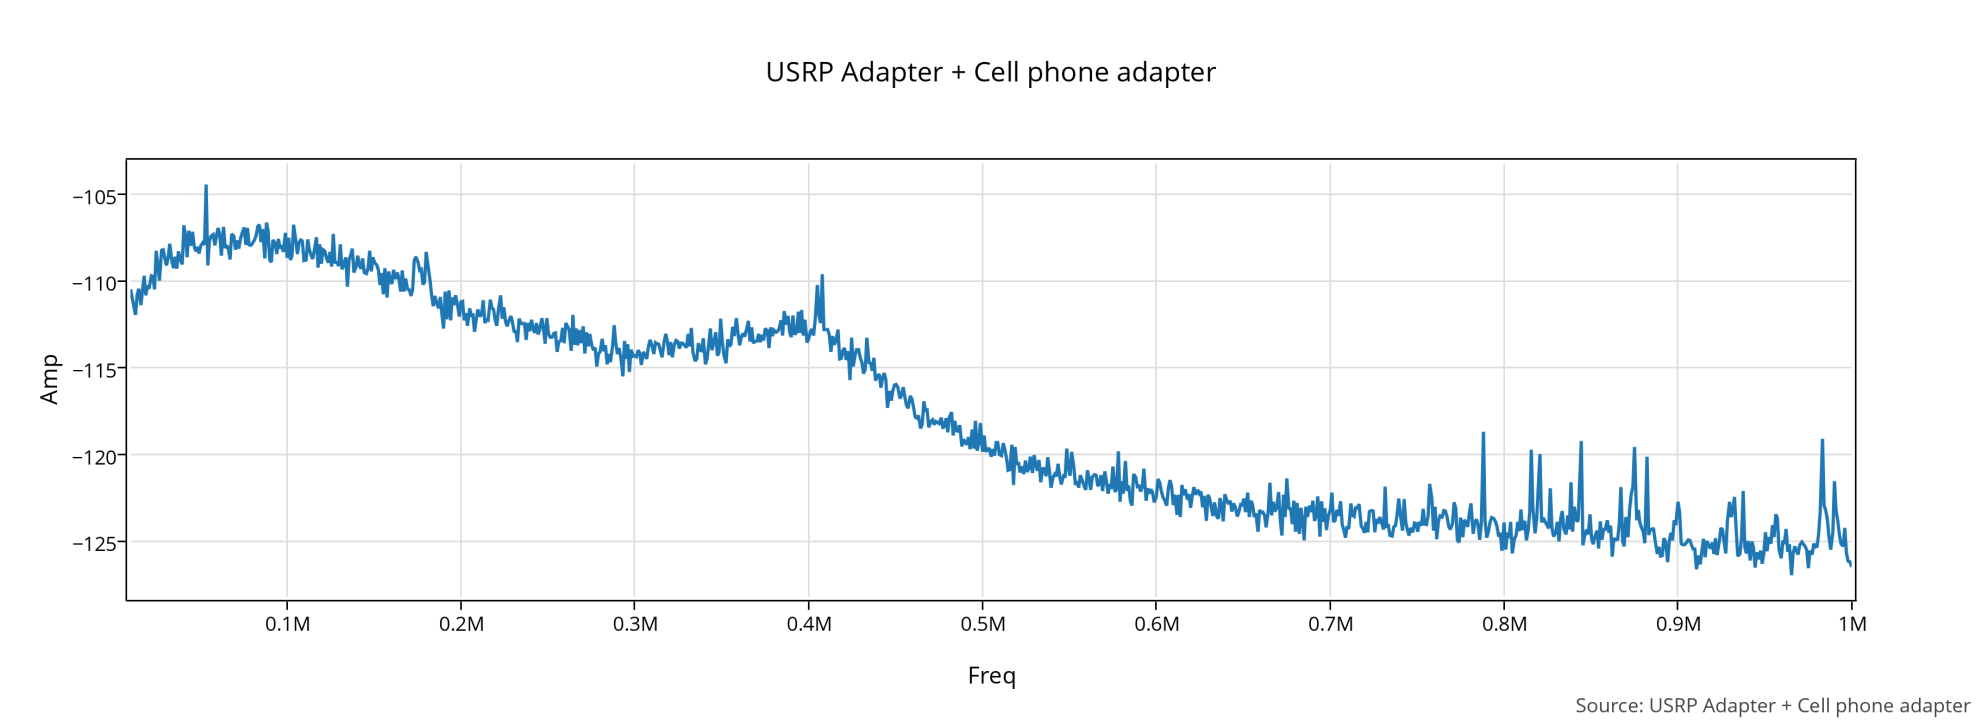 USRP Adapter + Cell phone adapter
−105
−110
−115
−120
−125
Amp
0.1M 0.2M 0.3M 0.4M 0.5M 0.6M 0.7M 0.8M 0.9M 1M
Freq
Source: USRP Adapter + Cell phone adapter